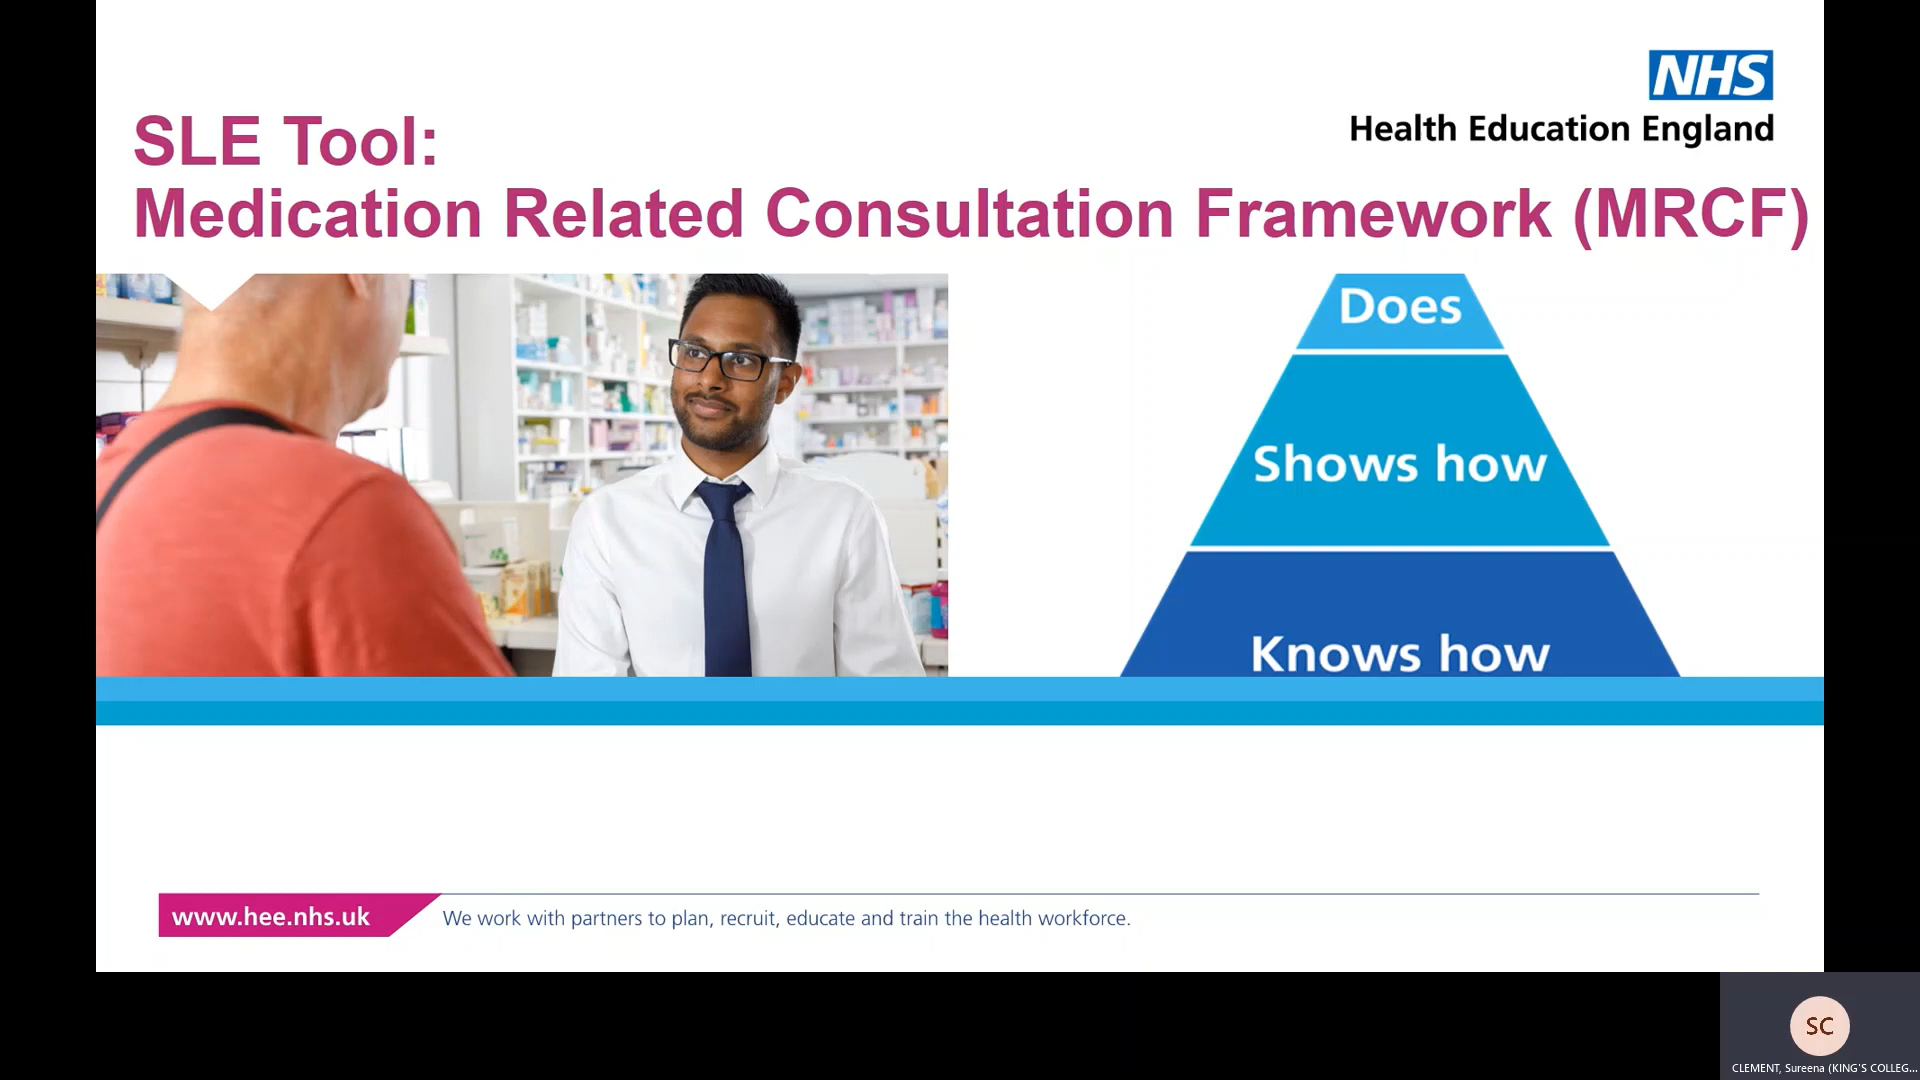 NHS
Health Education England
SLE Tool:
Medication Related Consultation Framework (MRCF)
Does
Shows how
Knows how
www.hee.nhs.uk
We work with partners to plan, recruit, educate and train the health workforce.
SC
CLEMENT, Sureena (KING'S COLLEG...